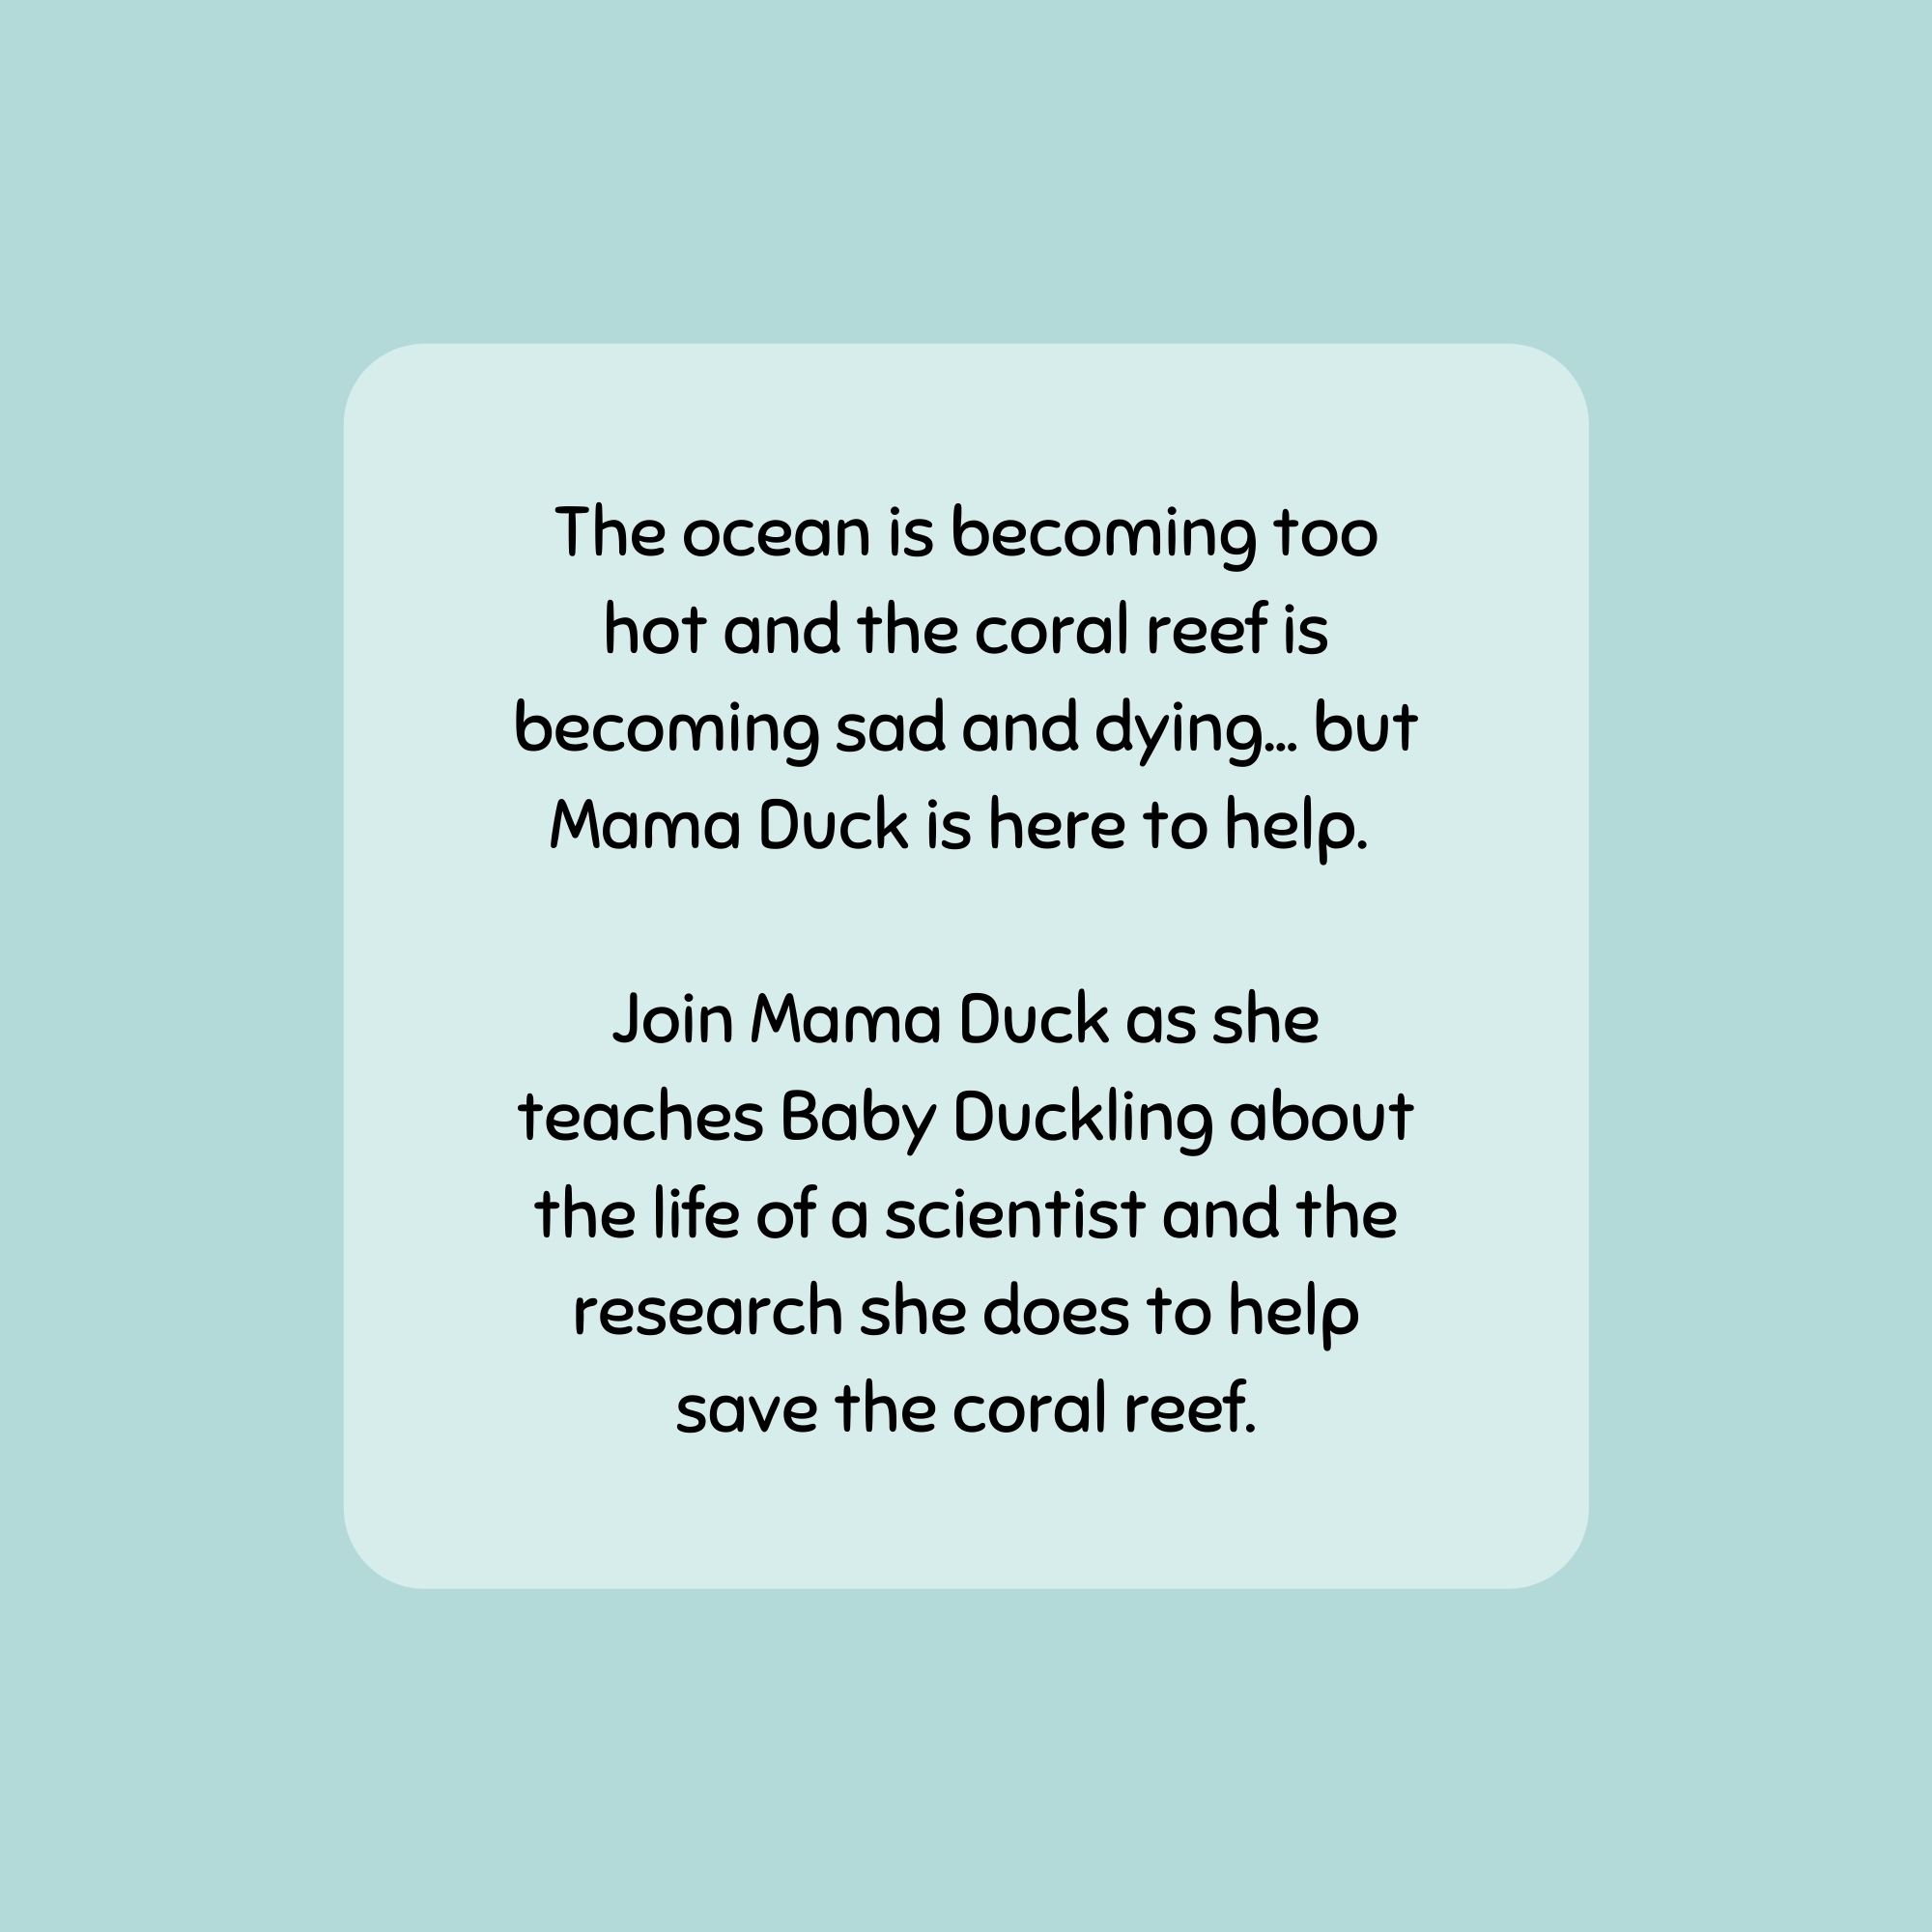 The ocean is becoming too
hot and the coral reef is
becoming sad and dying... but
Mama Duck is here to help.
Join Mama Duck as she
teaches Baby Duckling about
the life of a scientist and the
research she does to help
save the coral reef.